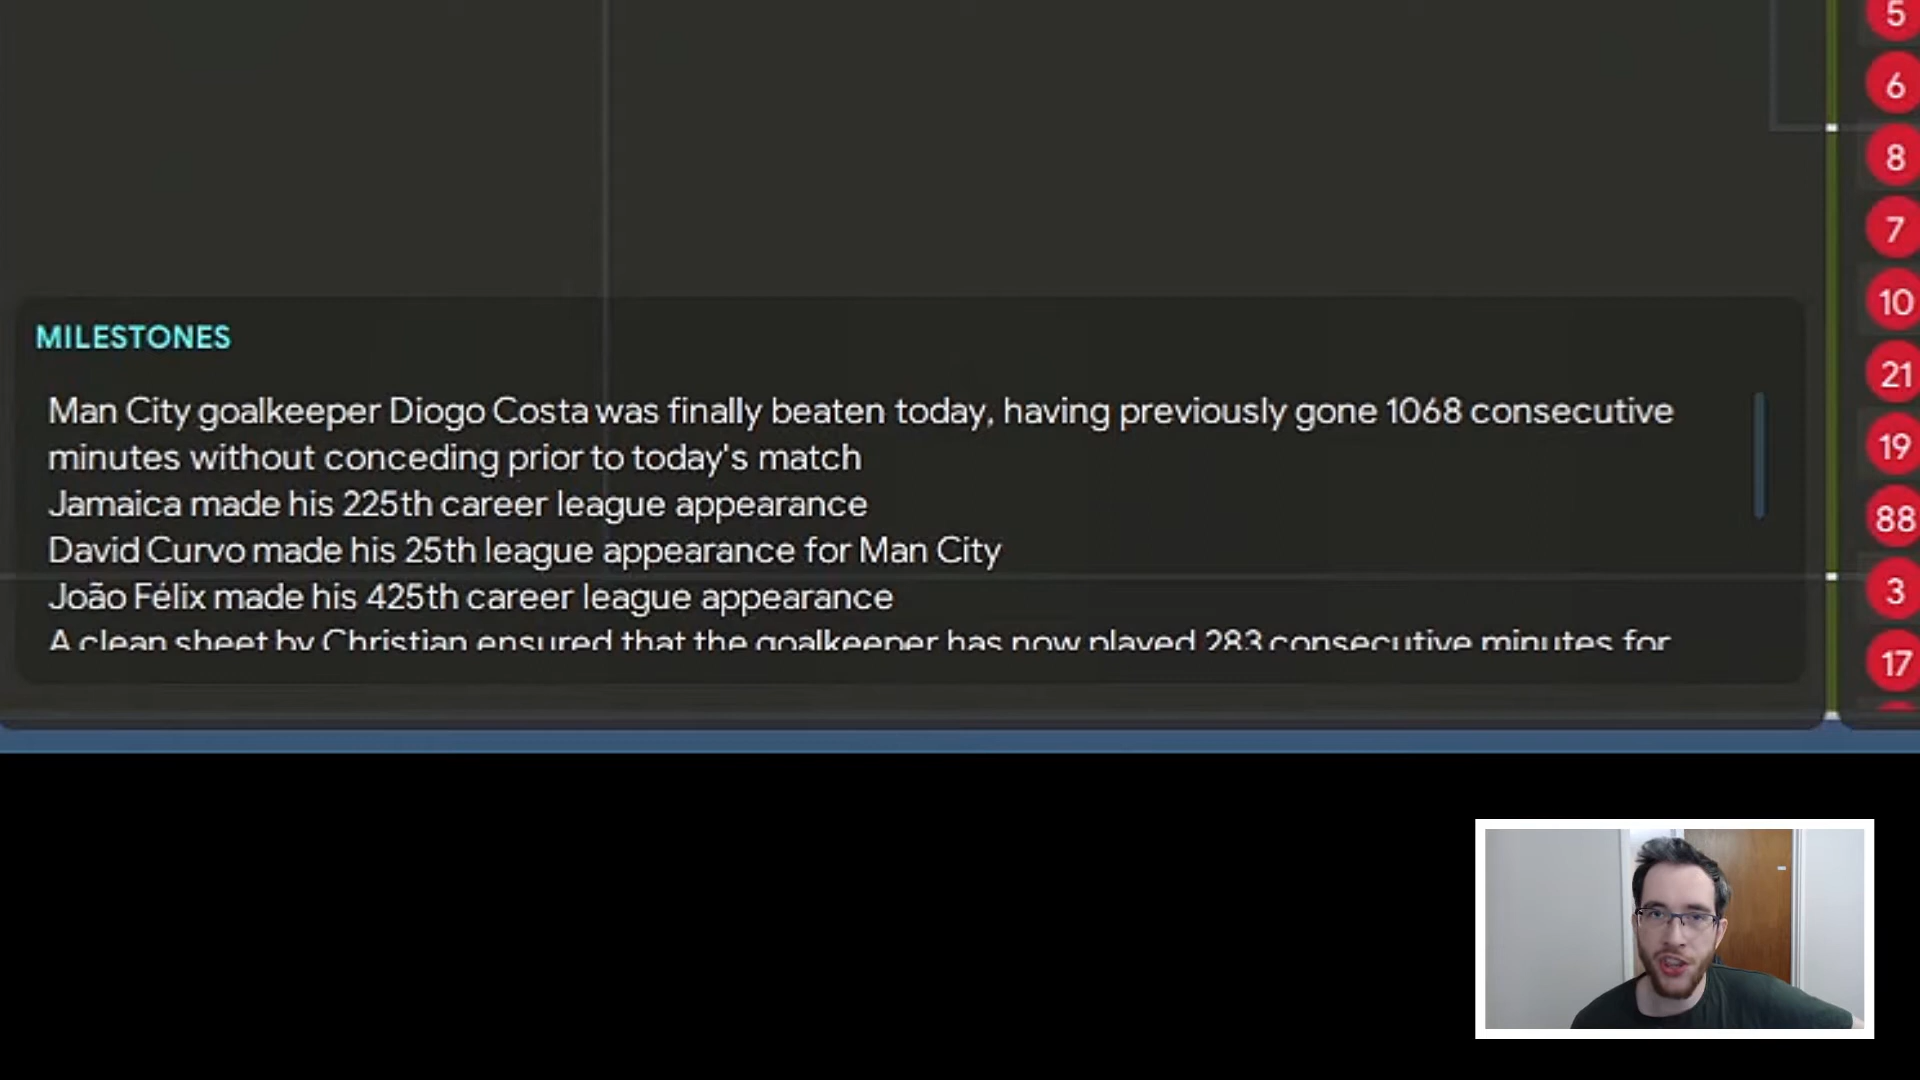 5
6
8
7
10
21
19
88
3
17
MILESTONES
Man City goalkeeper Diogo Costa was finally beaten today, having previously gone 1068 consecutive
minutes without conceding prior to today's match
Jamaica made his 225th career league appearance
David Curvo made his 25th league appearance for Man City
João Félix made his 425th career league appearance
A clean sheet by Christian ensured that the goalkeeper has now played 283 consecutive minutes for